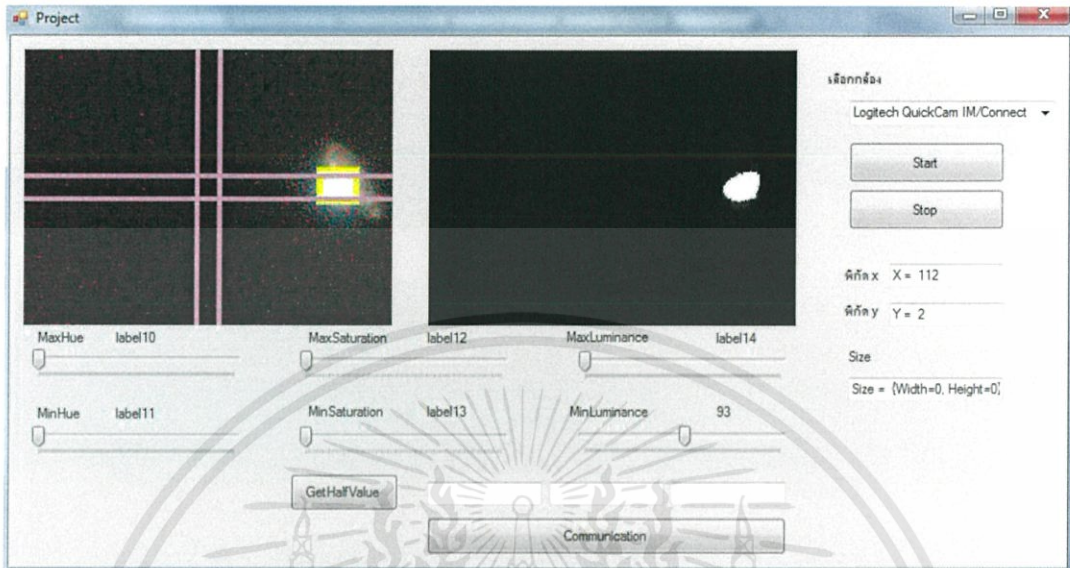 Project
เลือกกล้อง
Logitech QuickCam IM/Connect
Start
Stop
พิกัด x X = 112
พิกัด y Y = 2
Size
Size = {Width=0, Height=0}
MaxHue label10 MaxSaturation label12 MaxLuminance label14
MinHue label11 MinSaturation label13 MinLuminance 93
GetHalfValue
Communication